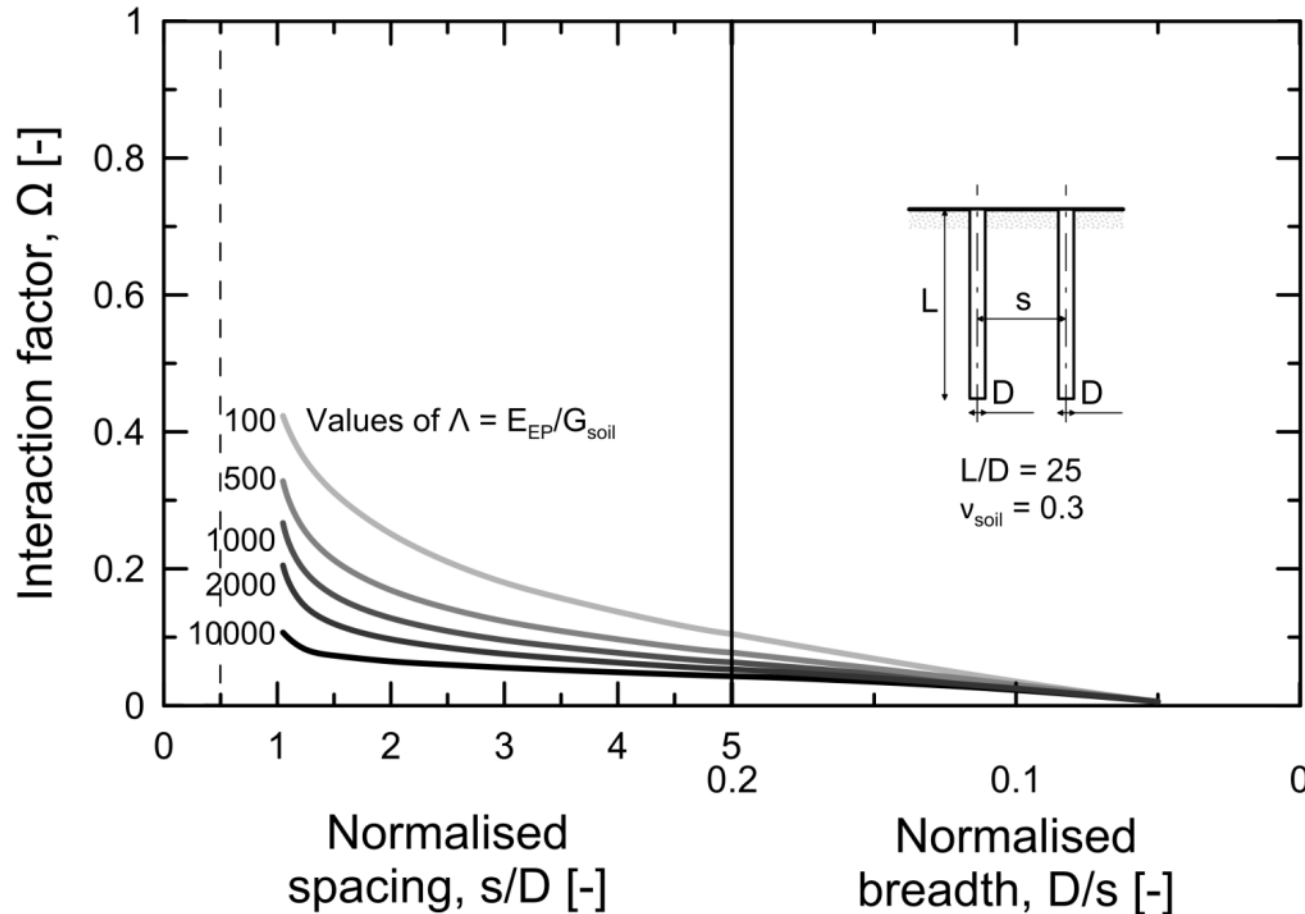 Interaction factor, Ω [-]
1
0.8
0.6
0.4
0.2
0
100
500
1000
2000
10000
Values of Λ = E_EP/G_soil
L
s
D
D
L/D = 25
ν_soil = 0.3
0 1 2 3 4 5
0.2 0.1 0
Normalised
spacing, s/D [-]
Normalised
breadth, D/s [-]